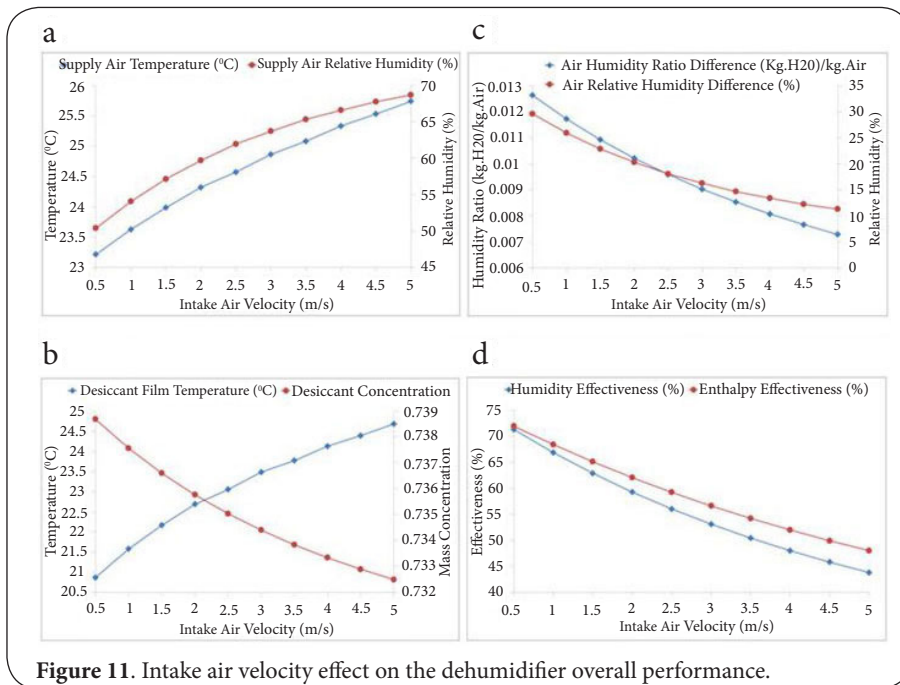 a
Supply Air Temperature (⁰C) Supply Air Relative Humidity (%)
26
25.5
25
24.5
24
23.5
23
Temperature (⁰C)
70
65
60
55
50
45
Relative Humidity (%)
0.5 1 1.5 2 2.5 3 3.5 4 4.5 5
Intake Air Velocity (m/s)
c
Air Humidity Ratio Difference (Kg.H20)/kg.Air
Air Relative Humidity Difference (%)
0.013
0.012
0.011
0.01
0.009
0.008
0.007
0.006
Humidity Ratio (kg.H20/kg.Air)
35
30
25
20
15
10
5
0
Relative Humidity (%)
0.5 1 1.5 2 2.5 3 3.5 4 4.5 5
Intake Air Velocity (m/s)
b
Desiccant Film Temperature (⁰C) Desiccant Concentration
25
24.5
24
23.5
23
22.5
22
21.5
21
20.5
Temperature (⁰C)
0.739
0.738
0.737
0.736
0.735
0.734
0.733
0.732
Mass Concentration
0.5 1 1.5 2 2.5 3 3.5 4 4.5 5
Intake Air Velocity (m/s)
d
Humidity Effectiveness (%) Enthalpy Effectiveness (%)
75
70
65
60
55
50
45
40
Effectiveness (%)
0.5 1 1.5 2 2.5 3 3.5 4 4.5 5
Intake Air Velocity (m/s)
Figure 11. Intake air velocity effect on the dehumidifier overall performance.